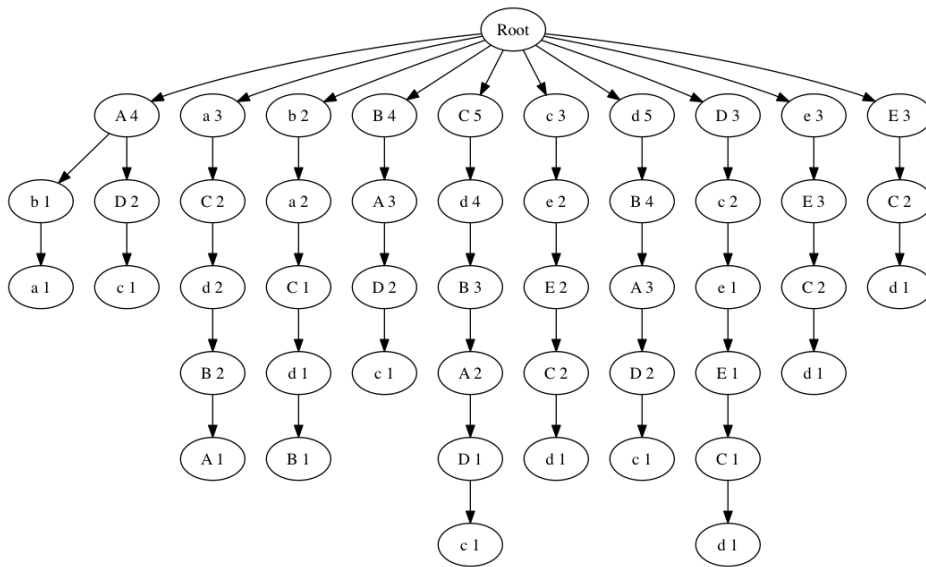 Root
A 4 a 3 b 2 B 4 C 5 c 3 d 5 D 3 e 3 E 3
b 1 D 2 C 2 a 2 A 3 d 4 e 2 B 4 c 2 E 3 C 2
a 1 c 1 d 2 C 1 D 2 B 3 E 2 A 3 e 1 C 2 d 1
B 2 d 1 c 1 A 2 C 2 D 2 E 1 d 1
A 1 B 1 D 1 d 1 c 1 C 1
c 1 d 1